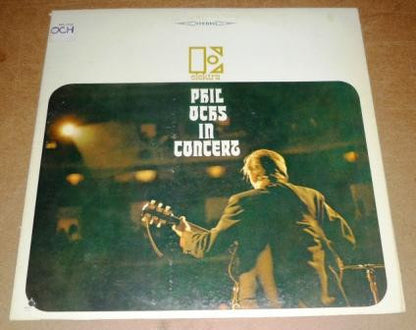 STEREO
OCH
elektra
PHIL
OCHS
IN
CONCERT